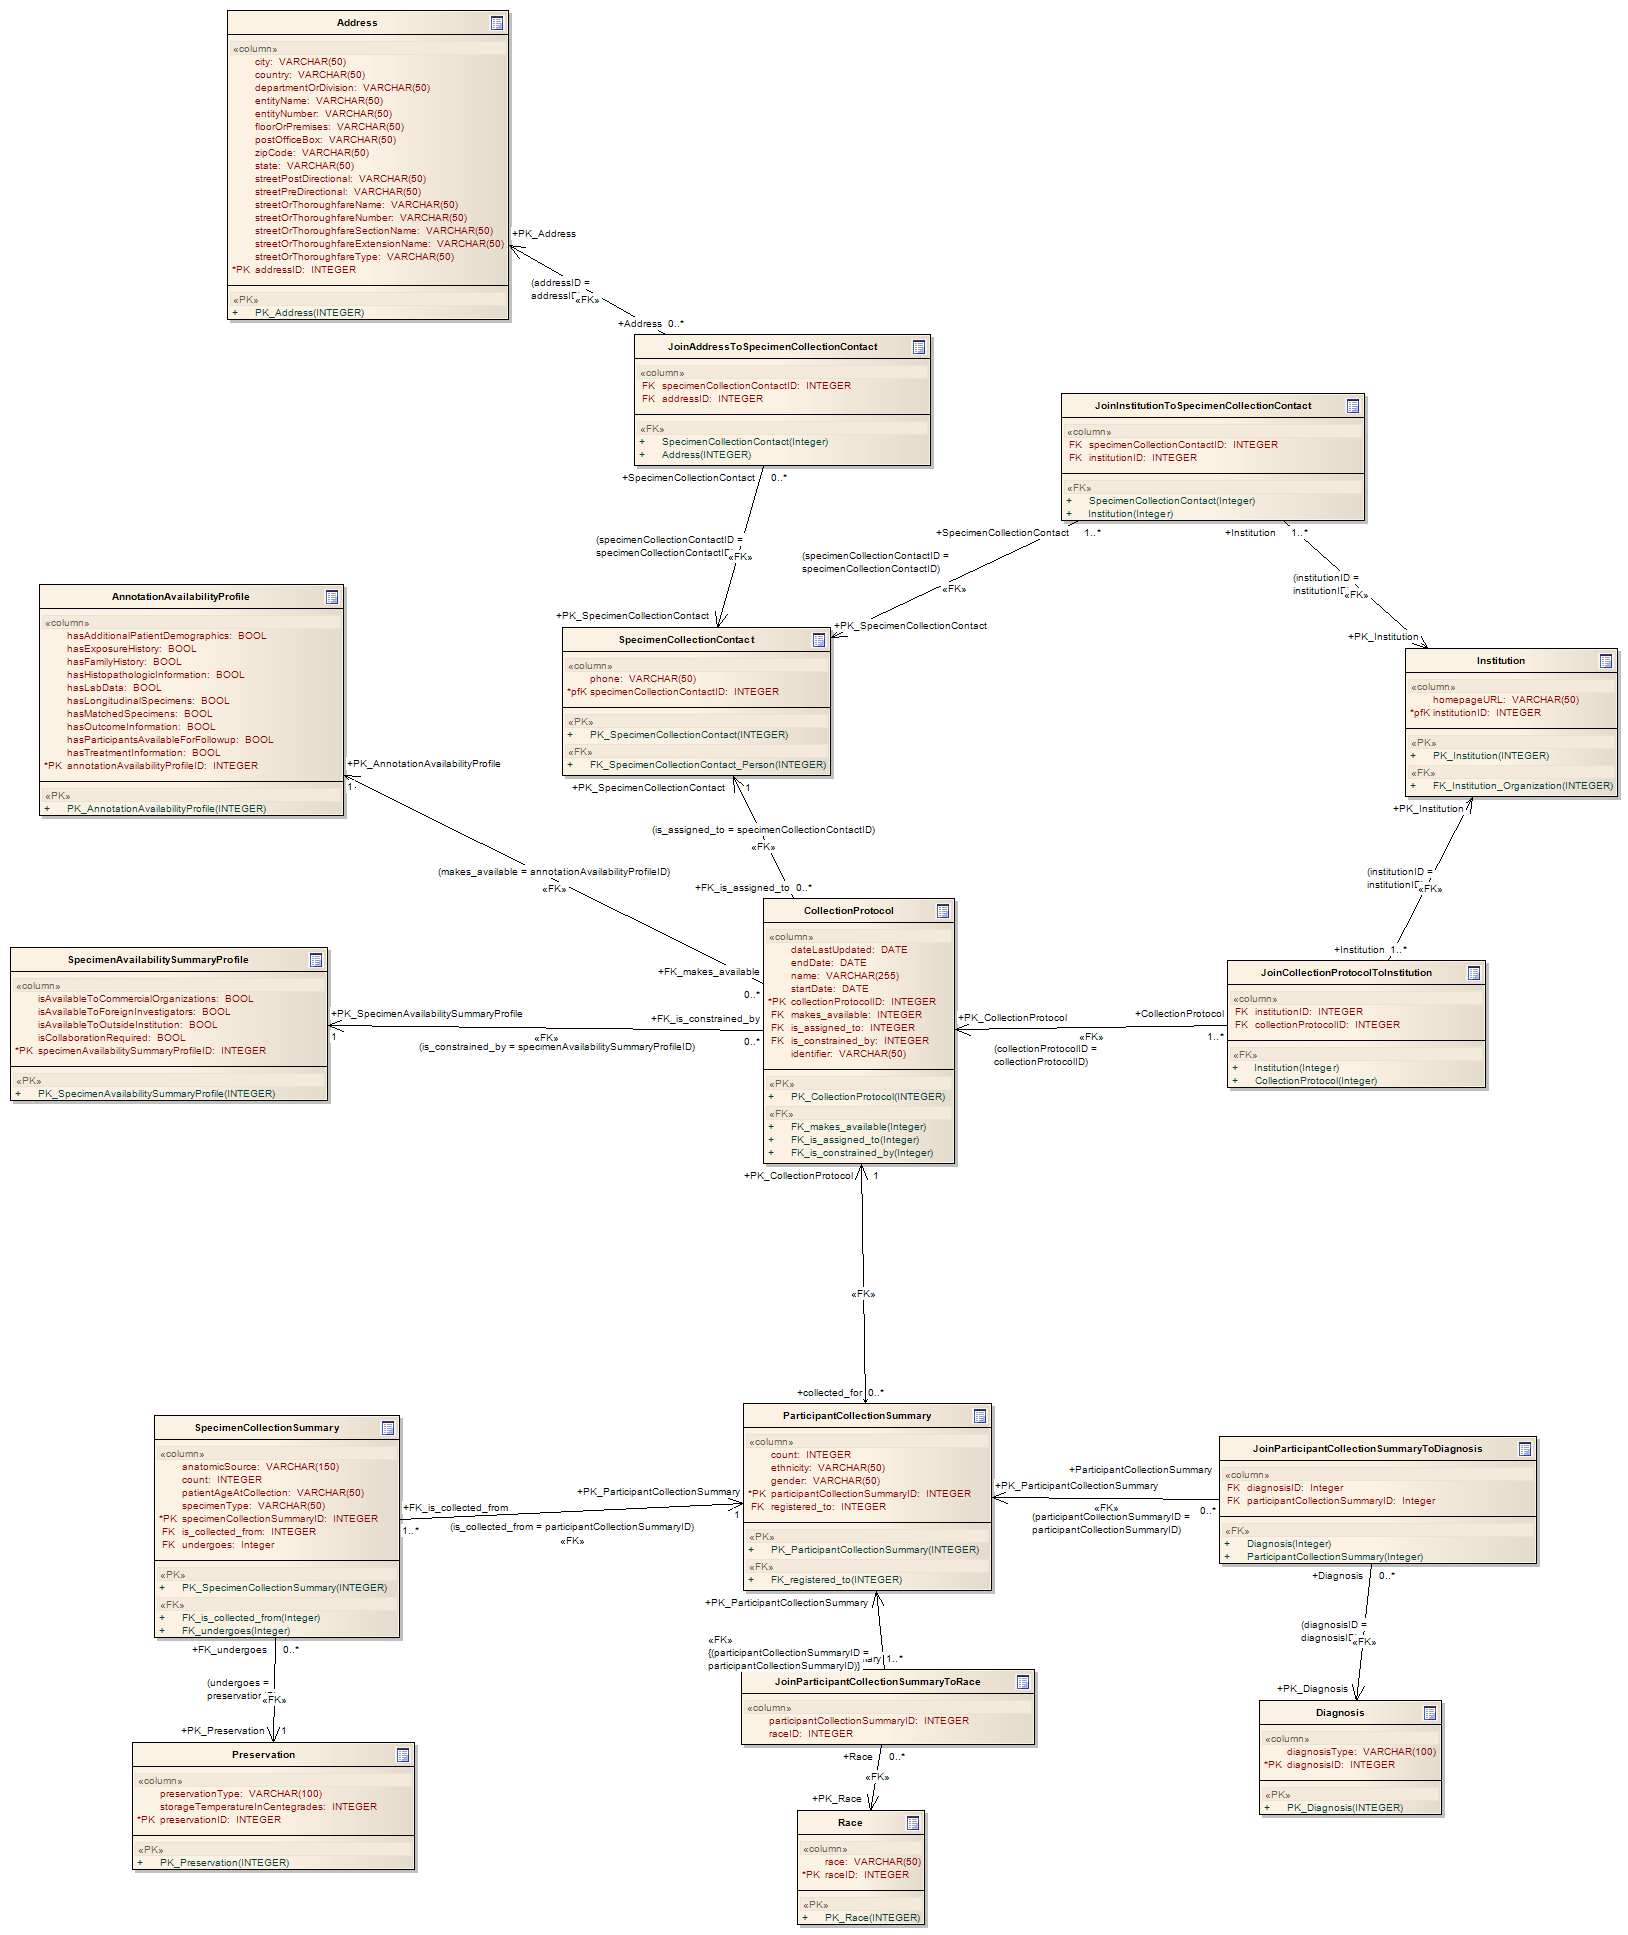 Address
«column»
city: VARCHAR(50)
country: VARCHAR(50)
departmentOrDivision: VARCHAR(50)
entityName: VARCHAR(50)
entityNumber: VARCHAR(50)
floorOrPremises: VARCHAR(50)
postOfficeBox: VARCHAR(50)
zipCode: VARCHAR(50)
state: VARCHAR(50)
streetPostDirectional: VARCHAR(50)
streetPreDirectional: VARCHAR(50)
streetOrThoroughfareName: VARCHAR(50)
streetOrThoroughfareNumber: VARCHAR(50)
streetOrThoroughfareSectionName: VARCHAR(50)
streetOrThoroughfareExtensionName: VARCHAR(50)
streetOrThoroughfareType: VARCHAR(50)
*PK addressID: INTEGER
«PK»
+ PK_Address(INTEGER)
+PK_Address
(addressID =
addressID
«FK»
+Address 0..*
JoinAddressToSpecimenCollectionContact
«column»
FK specimenCollectionContactID: INTEGER
FK addressID: INTEGER
«FK»
+ SpecimenCollectionContact(Integer)
+ Address(INTEGER)
+SpecimenCollectionContact 0..*
(specimenCollectionContactID =
specimenCollectionContactID
«FK»
+PK_SpecimenCollectionContact
JoinInstitutionToSpecimenCollectionContact
«column»
FK specimenCollectionContactID: INTEGER
FK institutionID: INTEGER
«FK»
+ SpecimenCollectionContact(Integer)
+ Institution(Integer)
+SpecimenCollectionContact 1..*
(specimenCollectionContactID =
specimenCollectionContactID)
«FK»
+PK_SpecimenCollectionContact
+Institution 1..*
(institutionID =
institutionID
«FK»
+PK_Institution
AnnotationAvailabilityProfile
«column»
hasAdditionalPatientDemographics: BOOL
hasExposureHistory: BOOL
hasFamilyHistory: BOOL
hasHistopathologicInformation: BOOL
hasLabData: BOOL
hasLongitudinalSpecimens: BOOL
hasMatchedSpecimens: BOOL
hasOutcomeInformation: BOOL
hasParticipantsAvailableForFollowup: BOOL
hasTreatmentInformation: BOOL
*PK annotationAvailabilityProfileID: INTEGER
«PK»
+ PK_AnnotationAvailabilityProfile(INTEGER)
+PK_AnnotationAvailabilityProfile
1
(makes_available = annotationAvailabilityProfileID)
«FK»
+FK_makes_available
0..*
SpecimenCollectionContact
«column»
phone: VARCHAR(50)
*pfK specimenCollectionContactID: INTEGER
«PK»
+ PK_SpecimenCollectionContact(INTEGER)
«FK»
+ FK_SpecimenCollectionContact_Person(INTEGER)
+PK_SpecimenCollectionContact 1
(is_assigned_to = specimenCollectionContactID)
«FK»
+FK_is_assigned_to 0..*
Institution
«column»
homepageURL: VARCHAR(50)
*pfK institutionID: INTEGER
«PK»
+ PK_Institution(INTEGER)
«FK»
+ FK_Institution_Organization(INTEGER)
+PK_Institution
(institutionID =
institutionID
«FK»
+Institution 1..*
CollectionProtocol
«column»
dateLastUpdated: DATE
endDate: DATE
name: VARCHAR(255)
startDate: DATE
*PK collectionProtocolID: INTEGER
FK makes_available: INTEGER
FK is_assigned_to: INTEGER
FK is_constrained_by: INTEGER
identifier: VARCHAR(50)
«PK»
+ PK_CollectionProtocol(INTEGER)
«FK»
+ FK_makes_available(Integer)
+ FK_is_assigned_to(Integer)
+ FK_is_constrained_by(Integer)
SpecimenAvailabilitySummaryProfile
«column»
isAvailableToCommercialOrganizations: BOOL
isAvailableToForeignInvestigators: BOOL
isAvailableToOutsideInstitution: BOOL
isCollaborationRequired: BOOL
*PK specimenAvailabilitySummaryProfileID: INTEGER
«PK»
+ PK_SpecimenAvailabilitySummaryProfile(INTEGER)
+PK_SpecimenAvailabilitySummaryProfile
1
«FK»
(is_constrained_by = specimenAvailabilitySummaryProfileID)
+FK_is_constrained_by
0..*
JoinCollectionProtocolToInstitution
«column»
FK institutionID: INTEGER
FK collectionProtocolID: INTEGER
«FK»
+ Institution(Integer)
+ CollectionProtocol(Integer)
+PK_CollectionProtocol
«FK»
(collectionProtocolID =
collectionProtocolID)
+CollectionProtocol
1..*
+PK_CollectionProtocol 1
«FK»
+collected_for 0..*
SpecimenCollectionSummary
«column»
anatomicSource: VARCHAR(150)
count: INTEGER
patientAgeAtCollection: VARCHAR(50)
specimenType: VARCHAR(50)
*PK specimenCollectionSummaryID: INTEGER
FK is_collected_from: INTEGER
FK undergoes: Integer
«PK»
+ PK_SpecimenCollectionSummary(INTEGER)
«FK»
+ FK_is_collected_from(Integer)
+ FK_undergoes(Integer)
+FK_is_collected_from
1..*
(is_collected_from = participantCollectionSummaryID)
«FK»
+PK_ParticipantCollectionSummary
1
ParticipantCollectionSummary
«column»
count: INTEGER
ethnicity: VARCHAR(50)
gender: VARCHAR(50)
*PK participantCollectionSummaryID: INTEGER
FK registered_to: INTEGER
«PK»
+ PK_ParticipantCollectionSummary(INTEGER)
«FK»
+ FK_registered_to(INTEGER)
JoinParticipantCollectionSummaryToDiagnosis
«column»
FK diagnosisID: Integer
FK participantCollectionSummaryID: Integer
«FK»
+ Diagnosis(Integer)
+ ParticipantCollectionSummary(Integer)
+ParticipantCollectionSummary
+PK_ParticipantCollectionSummary
«FK»
0..*
(participantCollectionSummaryID =
participantCollectionSummaryID)
+Diagnosis 0..*
(diagnosisID =
diagnosisID
«FK»
+PK_Diagnosis
+FK_undergoes 0..*
(undergoes =
preservation
«FK»
+PK_Preservation 1
+PK_ParticipantCollectionSummary
«FK»
{(participantCollectionSummaryID =
participantCollectionSummaryID)}
1..*
JoinParticipantCollectionSummaryToRace
«column»
participantCollectionSummaryID: INTEGER
raceID: INTEGER
+Race 0..*
«FK»
+PK_Race
Preservation
«column»
preservationType: VARCHAR(100)
storageTemperatureInCentegrades: INTEGER
*PK preservationID: INTEGER
«PK»
+ PK_Preservation(INTEGER)
Diagnosis
«column»
diagnosisType: VARCHAR(100)
*PK diagnosisID: INTEGER
«PK»
+ PK_Diagnosis(INTEGER)
Race
«column»
race: VARCHAR(50)
*PK raceID: INTEGER
«PK»
+ PK_Race(INTEGER)